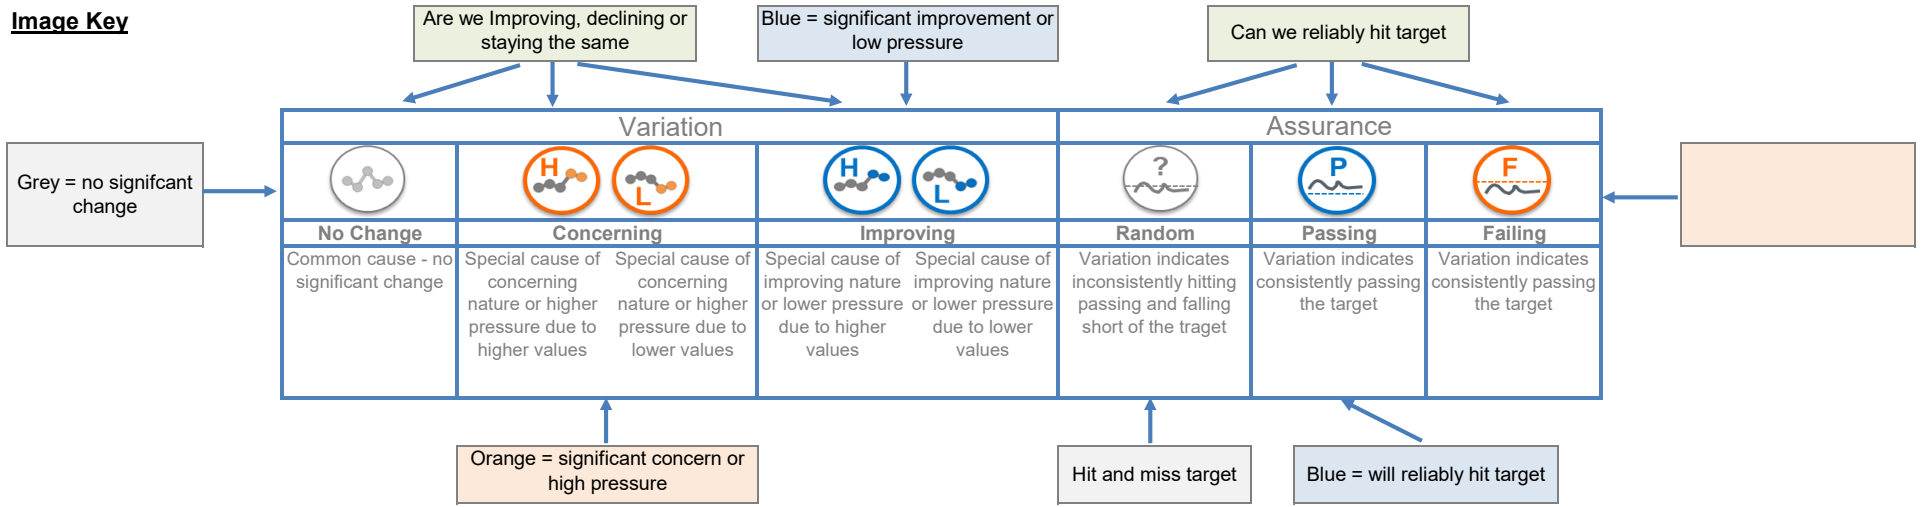 Image Key
Are we Improving, declining or
staying the same
Blue = significant improvement or
low pressure
Can we reliably hit target
Grey = no signifcant
change
Variation
Assurance
H
L
H
L
?
P
F
No Change
Concerning
Improving
Random
Passing
Failing
Common cause - no
significant change
Special cause of
concerning
nature or higher
pressure due to
higher values
Special cause of
concerning
nature or higher
pressure due to
lower values
Special cause of
improving nature
or lower pressure
due to higher
values
Special cause of
improving nature
or lower pressure
due to lower
values
Variation indicates
inconsistently hitting
passing and falling
short of the traget
Variation indicates
consistently passing
the target
Variation indicates
consistently passing
the target
Orange = significant concern or
high pressure
Hit and miss target
Blue = will reliably hit target